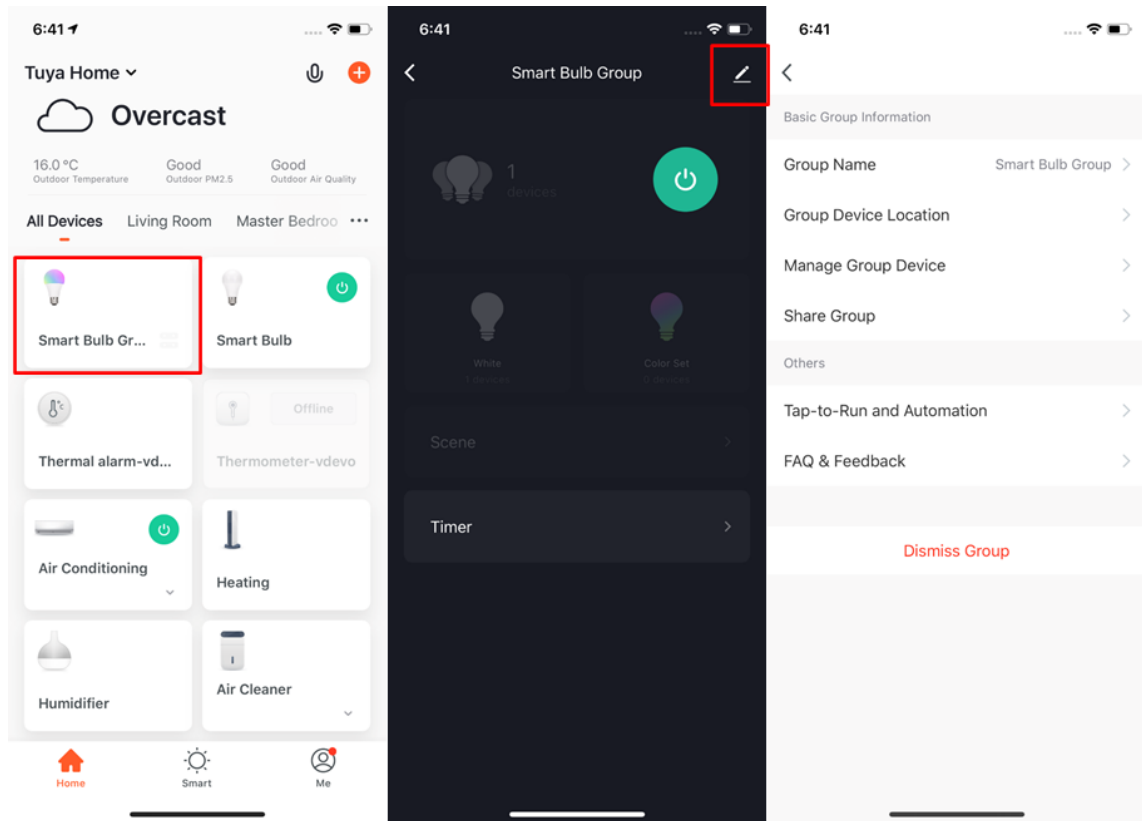 6:41
Tuya Home
Overcast
16.0 °C Good Good
Outdoor Temperature Outdoor PM2.5 Outdoor Air Quality
All Devices Living Room Master Bedroo
Smart Bulb Gr... Smart Bulb
Offline
Thermal alarm-vd... Thermometer-vdevo
Air Conditioning
Heating
Humidifier
Air Cleaner
Home Smart Me
6:41
Smart Bulb Group
1
devices
White Color Set
1 devices 0 devices
Scene
Timer
6:41
Basic Group Information
Group Name Smart Bulb Group
Group Device Location
Manage Group Device
Share Group
Others
Tap-to-Run and Automation
FAQ & Feedback
Dismiss Group